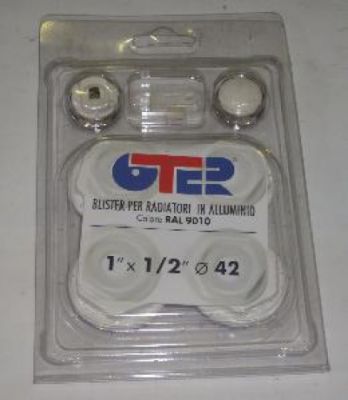 OTER
BLISTER PER RADIATORI IN ALLUMINIO
Colore RAL 9010
1" x 1/2" Ø 42